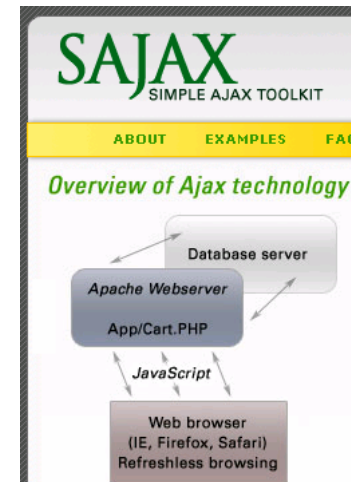 SAJAX
SIMPLE AJAX TOOLKIT
ABOUT EXAMPLES FAQ
Overview of Ajax technology
Database server
Apache Webserver
App/Cart.PHP
JavaScript
Web browser
(IE, Firefox, Safari)
Refreshless browsing